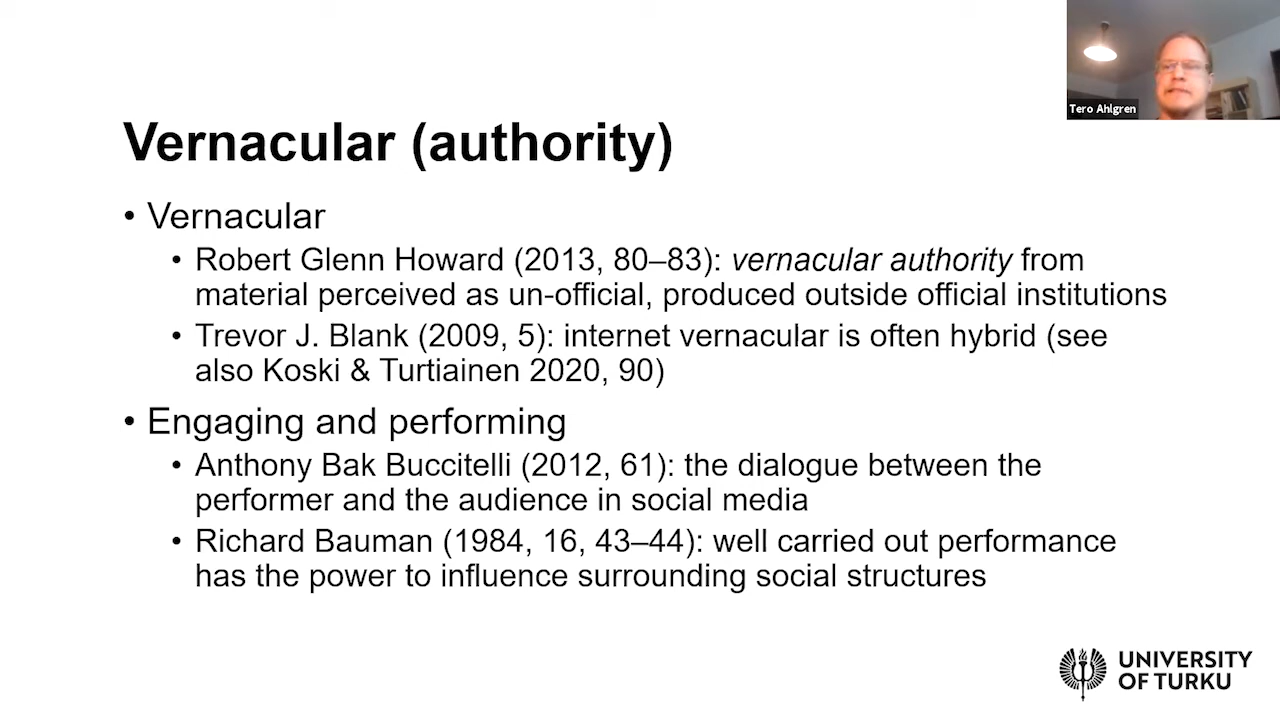 Tero Ahlgren
Vernacular (authority)
• Vernacular
• Robert Glenn Howard (2013, 80–83): vernacular authority from
material perceived as un-official, produced outside official institutions
• Trevor J. Blank (2009, 5): internet vernacular is often hybrid (see
also Koski & Turtiainen 2020, 90)
• Engaging and performing
• Anthony Bak Buccitelli (2012, 61): the dialogue between the
performer and the audience in social media
• Richard Bauman (1984, 16, 43–44): well carried out performance
has the power to influence surrounding social structures
UNIVERSITY
OF TURKU